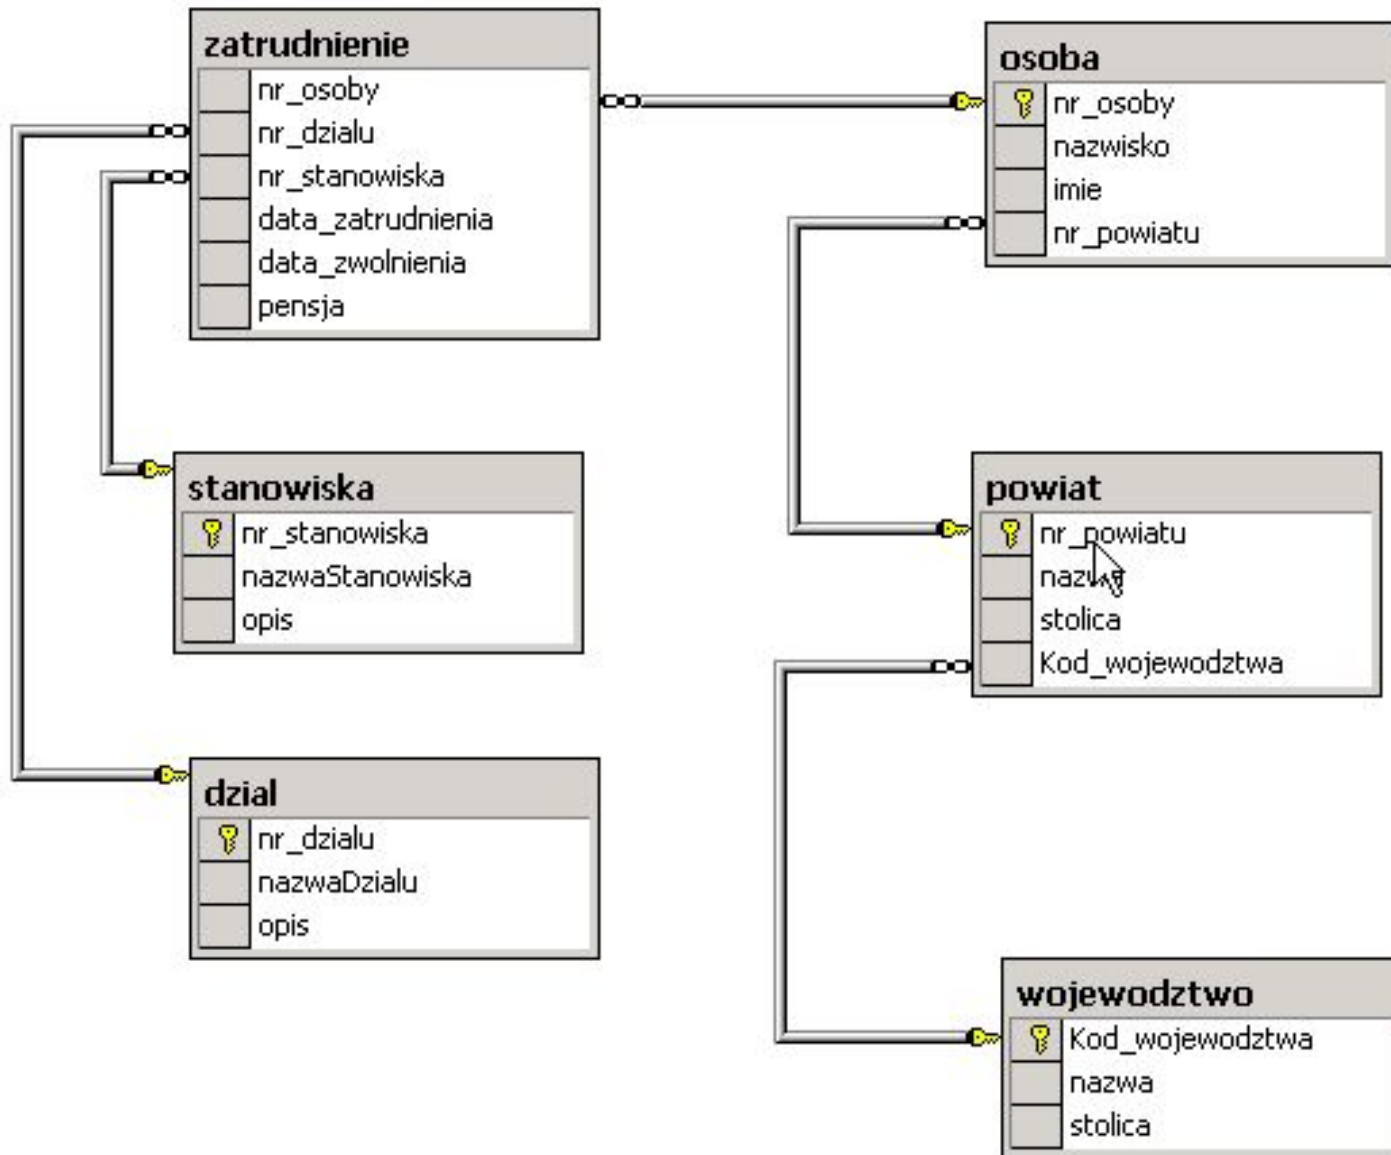 zatrudnienie
nr_osoby
nr_dzialu
nr_stanowiska
data_zatrudnienia
data_zwolnienia
pensja
osoba
nr_osoby
nazwisko
imie
nr_powiatu
stanowiska
nr_stanowiska
nazwaStanowiska
opis
powiat
nr_powiatu
nazwa
stolica
Kod_wojewodztwa
dzial
nr_dzialu
nazwaDzialu
opis
wojewodztwo
Kod_wojewodztwa
nazwa
stolica